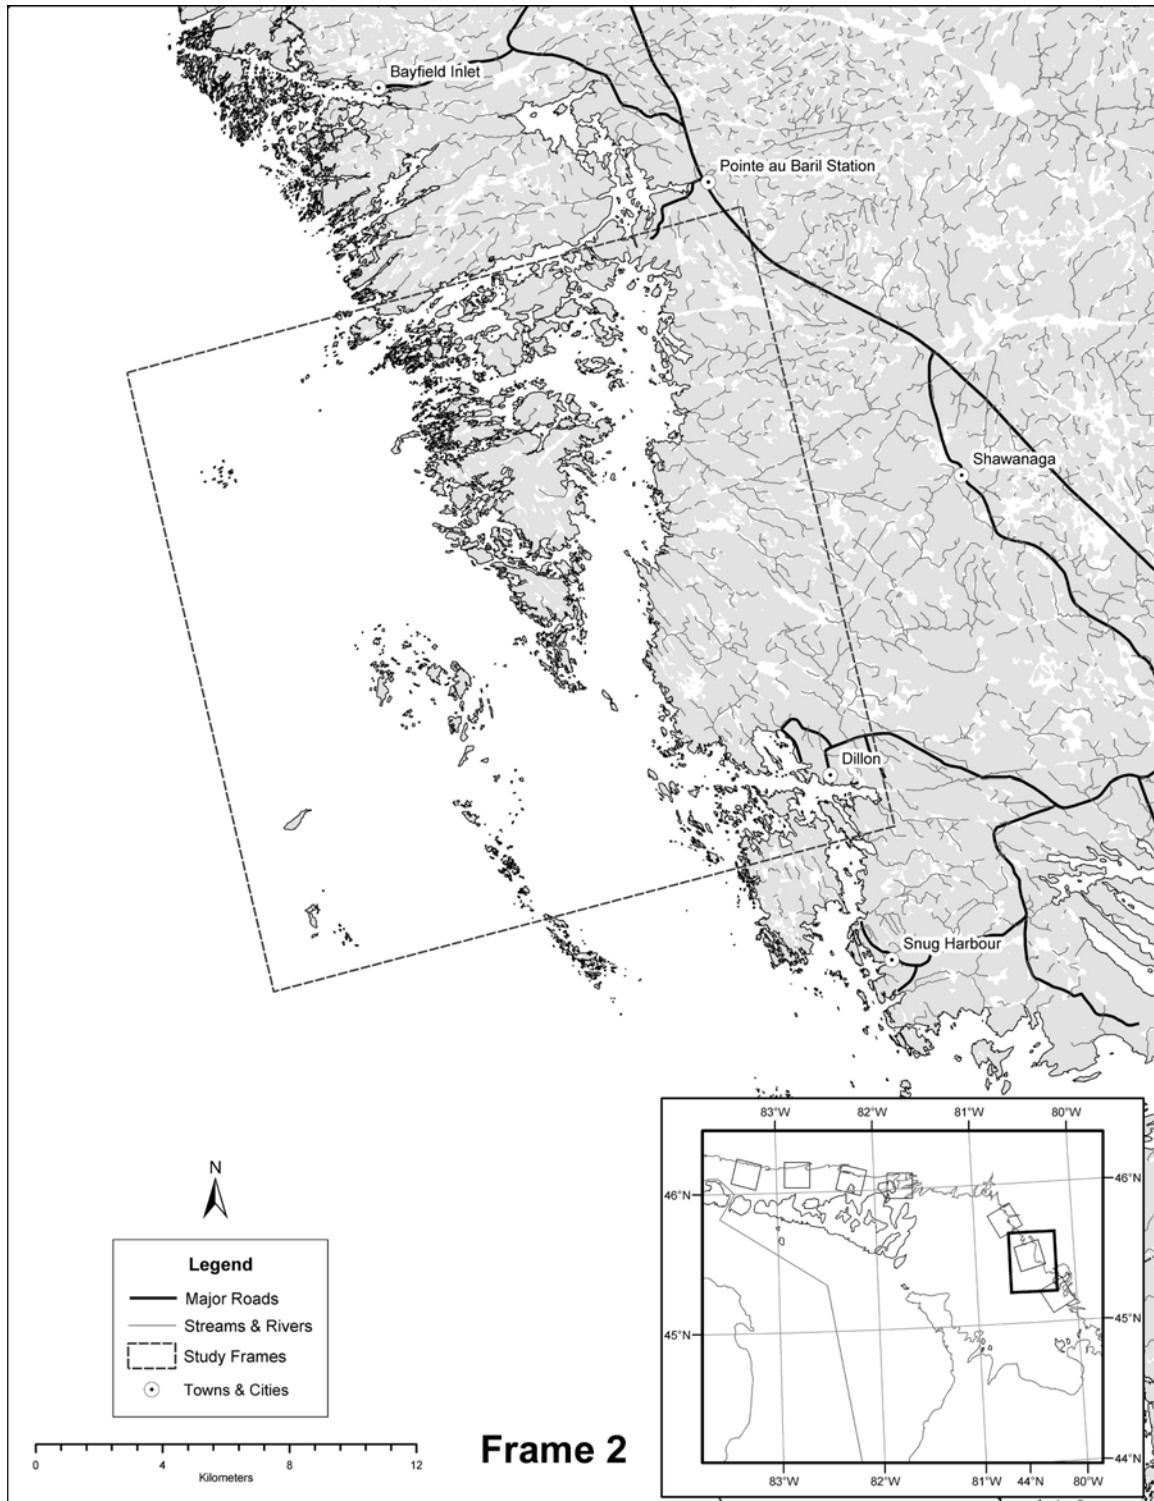 Bayfield Inlet
Pointe au Baril Station
Shawanaga
Dillon
Snug Harbour
N
Legend
Major Roads
Streams & Rivers
Study Frames
Towns & Cities
0 4 8 12
Kilometers
Frame 2
83°W 82°W 81°W 80°W
46°N 46°N
45°N 45°N
44°N
83°W 82°W 81°W 44°N 80°W